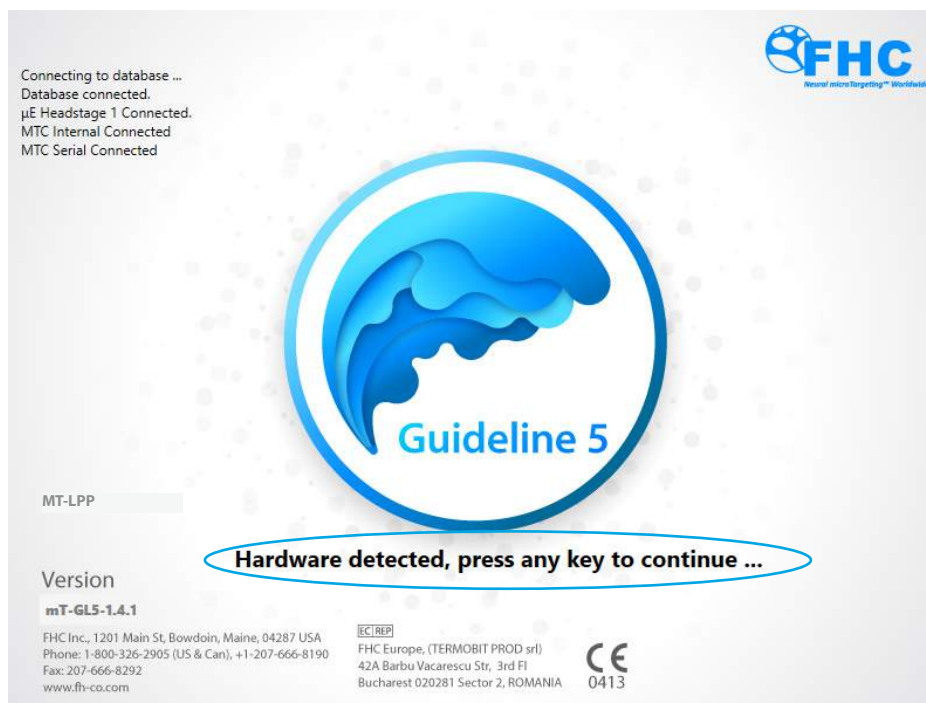 FHC
Neural microTargeting™ Worldwide
Connecting to database ...
Database connected.
µE Headstage 1 Connected.
MTC Internal Connected
MTC Serial Connected
Guideline 5
MT-LPP
Hardware detected, press any key to continue ...
Version
mT-GL5-1.4.1
FHC Inc., 1201 Main St, Bowdoin, Maine, 04287 USA
Phone: 1-800-326-2905 (US & Can), +1-207-666-8190
Fax: 207-666-8292
www.fh-co.com
EC REP
FHC Europe, (TERMOBIT PROD srl)
42A Barbu Vacarescu Str, 3rd Fl
Bucharest 020281 Sector 2, ROMANIA
CE
0413